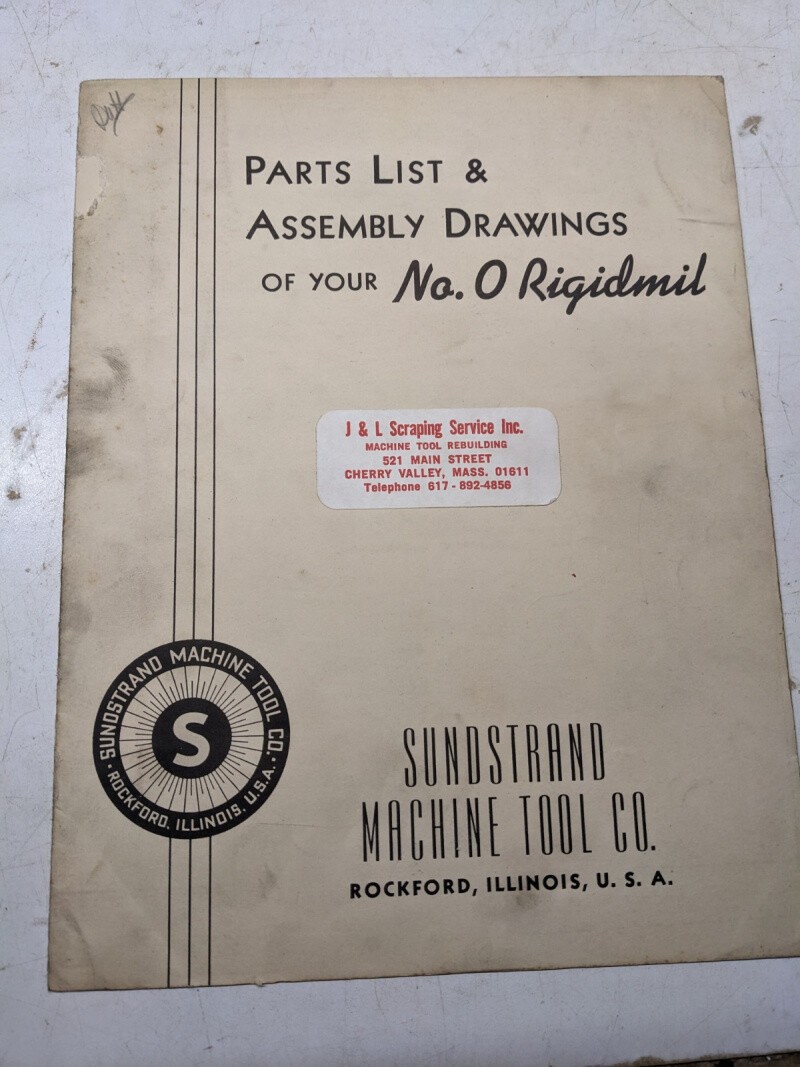 PARTS LIST &
ASSEMBLY DRAWINGS
OF YOUR No. 0 Rigidmil
J & L Scraping Service Inc.
MACHINE TOOL REBUILDING
521 MAIN STREET
CHERRY VALLEY, MASS. 01611
Telephone 617 - 892-4856
SUNDSTRAND MACHINE TOOL CO.
ROCKFORD, ILLINOIS, U.S.A.
S
SUNDSTRAND
MACHINE TOOL CO.
ROCKFORD, ILLINOIS, U. S. A.